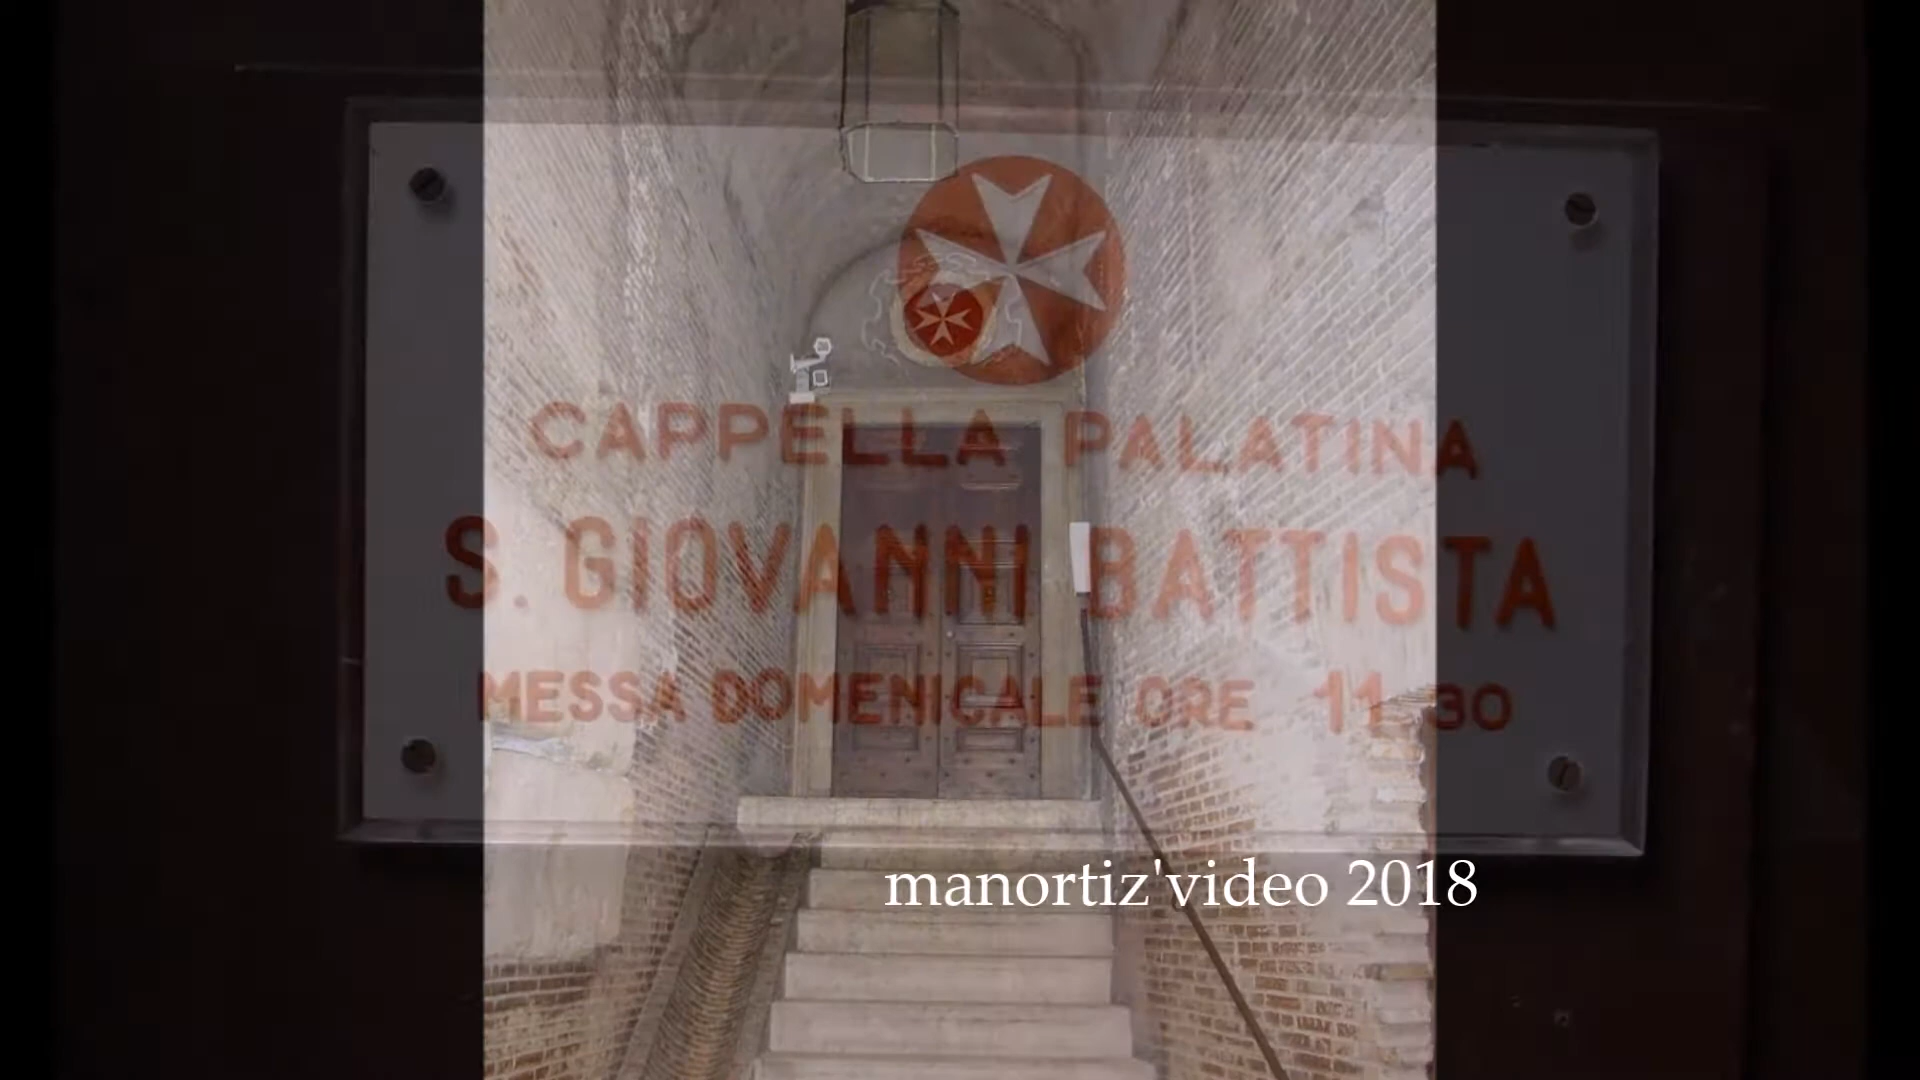 CAPPELLA PALATINA
S. GIOVANNI BATTISTA
MESSA DOMENICALE ORE 11.30
manortiz'video 2018